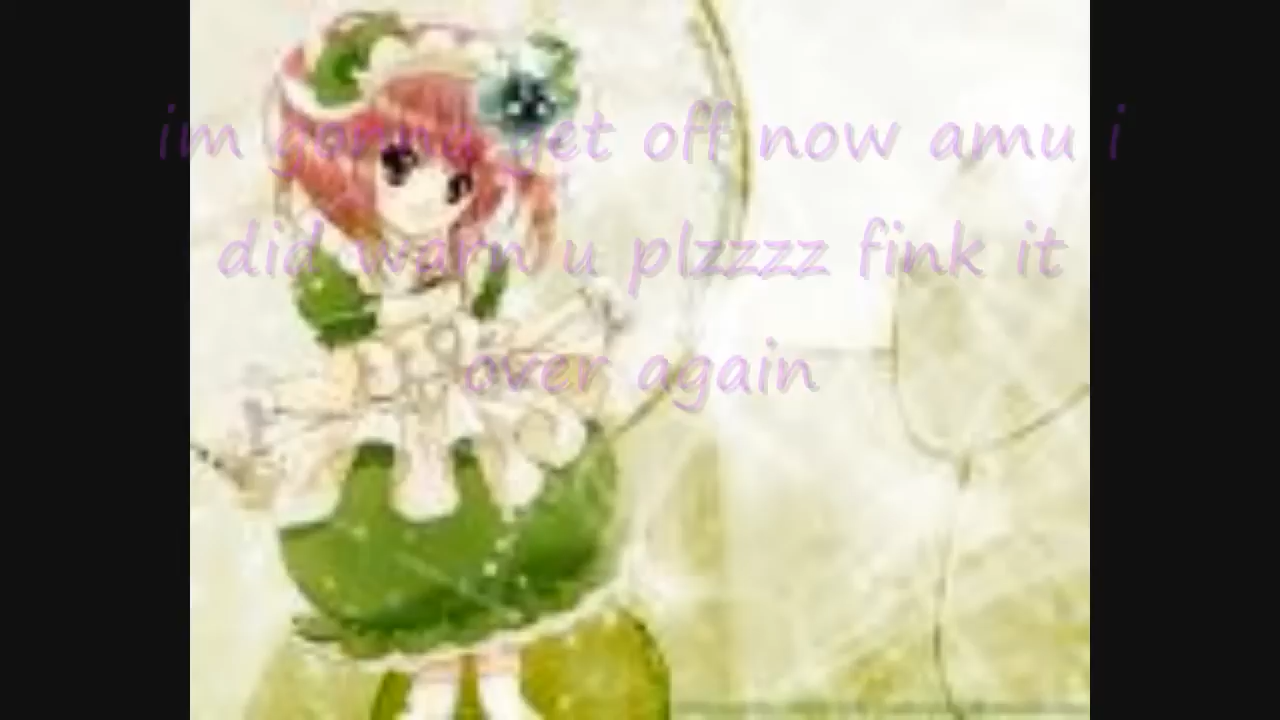 im gonna get off now amu i
did warn u plzzzz fink it
over again